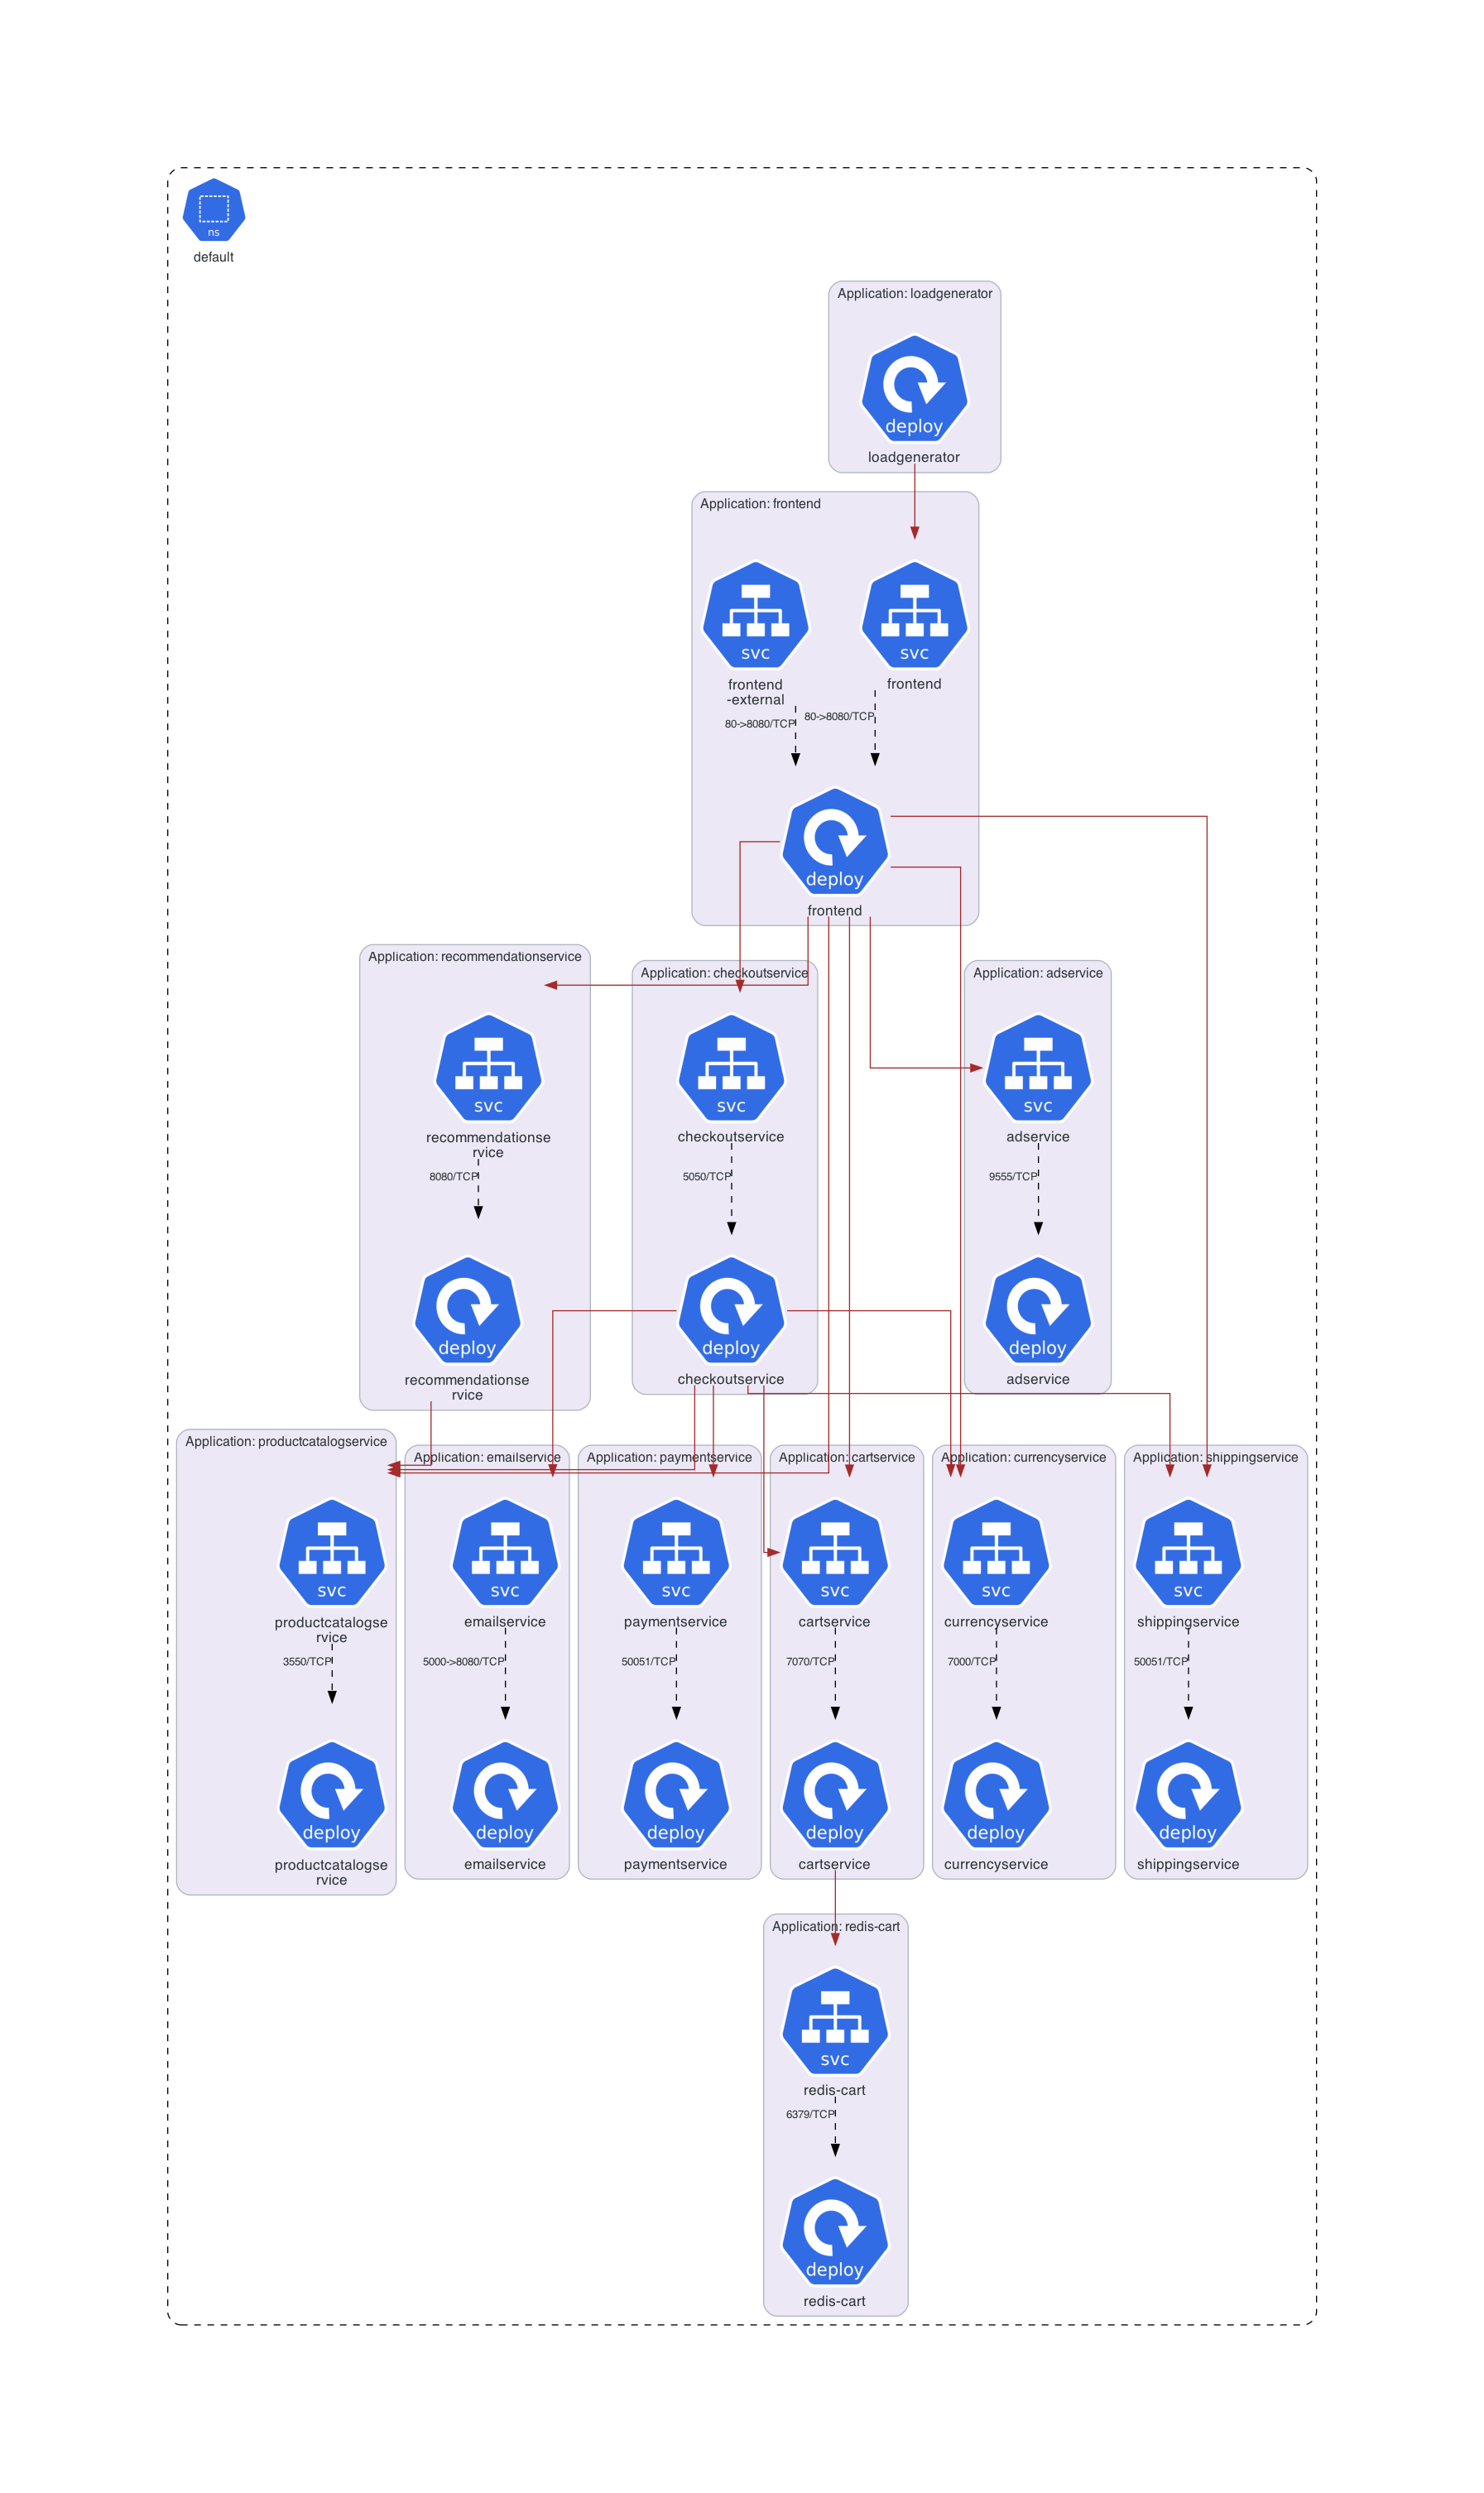 ns
default
Application: loadgenerator
deploy
loadgenerator
Application: frontend
svc
svc
frontend
-external
frontend
80->8080/TCP
80->8080/TCP
deploy
frontend
Application: recommendationservice
Application: checkoutservice
Application: adservice
svc
svc
svc
recommendationse
rvice
checkoutservice
adservice
8080/TCP
5050/TCP
9555/TCP
deploy
deploy
deploy
recommendationse
rvice
checkoutservice
adservice
Application: productcatalogservice
Application: emailservice
Application: paymentservice
Application: cartservice
Application: currencyservice
Application: shippingservice
svc
svc
svc
svc
svc
svc
productcatalogse
rvice
emailservice
paymentservice
cartservice
currencyservice
shippingservice
3550/TCP
5000->8080/TCP
50051/TCP
7070/TCP
7000/TCP
50051/TCP
deploy
deploy
deploy
deploy
deploy
deploy
productcatalogse
rvice
emailservice
paymentservice
cartservice
currencyservice
shippingservice
Application: redis-cart
svc
redis-cart
6379/TCP
deploy
redis-cart